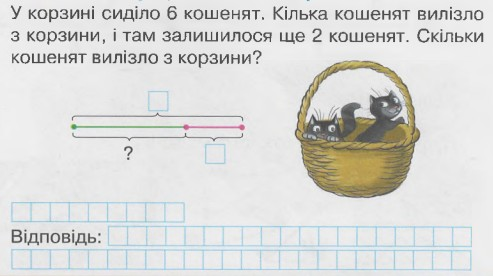 У корзині сиділо 6 кошенят. Кілька кошенят вилізло
з корзини, і там залишилося ще 2 кошенят. Скільки
кошенят вилізло з корзини?
?
Відповідь: